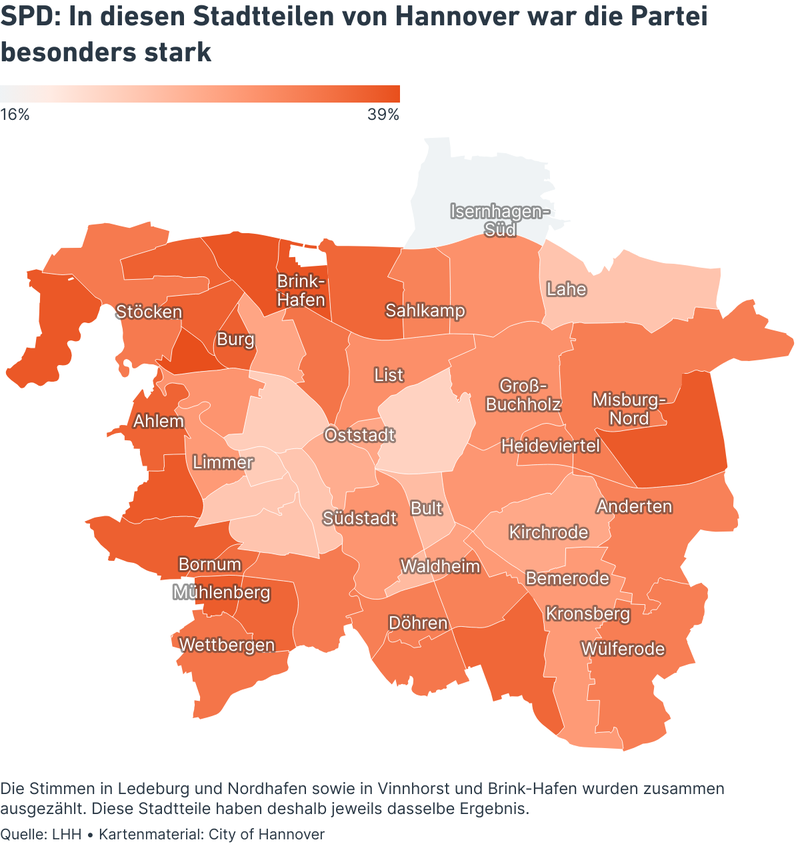 SPD: In diesen Stadtteilen von Hannover war die Partei
besonders stark
16%
39%
Isernhagen-
Süd
Brink-
Hafen
Lahe
Stöcken
Sahlkamp
Burg
List
Groß-
Buchholz
Misburg-
Nord
Ahlem
Oststadt
Heideviertel
Limmer
Südstadt
Bult
Anderten
Kirchrode
Bornum
Waldheim
Bemerode
Mühlenberg
Kronsberg
Döhren
Wettbergen
Wülferode
Die Stimmen in Ledeburg und Nordhafen sowie in Vinnhorst und Brink-Hafen wurden zusammen
ausgezählt. Diese Stadtteile haben deshalb jeweils dasselbe Ergebnis.
Quelle: LHH • Kartenmaterial: City of Hannover